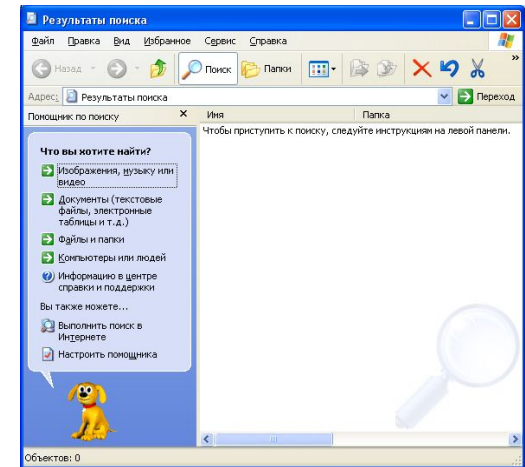 Результаты поиска
Файл Правка Вид Избранное Сервис Справка
Назад Поиск Папки »
Адрес: Результаты поиска Переход
Помощник по поиску Имя Папка
Чтобы приступить к поиску, следуйте инструкциям на левой панели.
Что вы хотите найти?
Изображения, музыку или
видео
Документы (текстовые
файлы, электронные
таблицы и т.д.)
Файлы и папки
Компьютеры или людей
Информацию в центре
справки и поддержки
Вы также можете...
Выполнить поиск в
Интернете
Настроить помощника
Объектов: 0